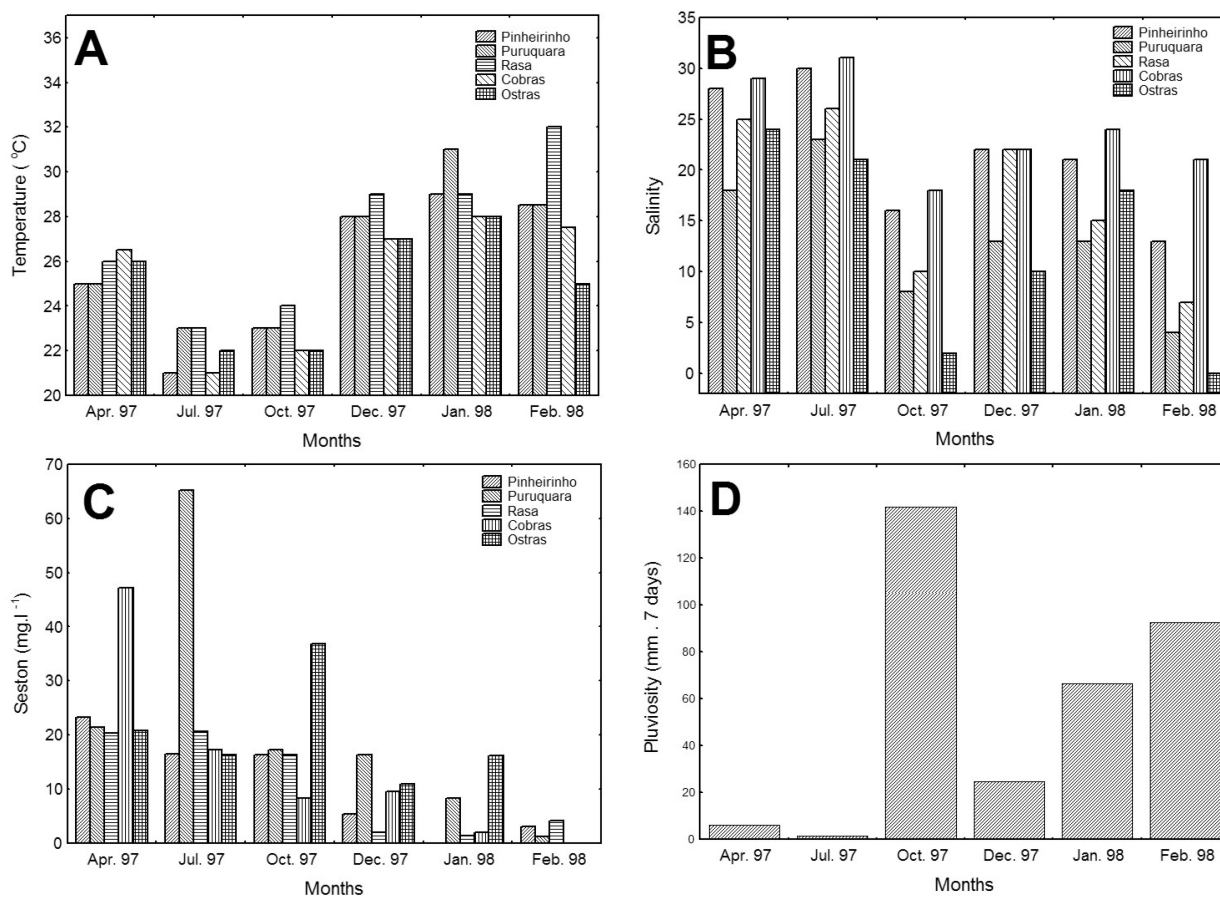 A
Temperature ( °C)
36
34
32
30
28
26
24
22
20
Pinheirinho
Puruquara
Rasa
Cobras
Ostras
Apr. 97 Jul. 97 Oct. 97 Dec. 97 Jan. 98 Feb. 98
Months
B
Salinity
35
30
25
20
15
10
5
0
Pinheirinho
Puruquara
Rasa
Cobras
Ostras
Apr. 97 Jul. 97 Oct. 97 Dec. 97 Jan. 98 Feb. 98
Months
C
Seston (mg.l -1)
70
60
50
40
30
20
10
0
Pinheirinho
Puruquara
Rasa
Cobras
Ostras
Apr. 97 Jul. 97 Oct. 97 Dec. 97 Jan. 98 Feb. 98
Months
D
Pluviosity (mm . 7 days)
160
140
120
100
80
60
40
20
0
Apr. 97 Jul. 97 Oct. 97 Dec. 97 Jan. 98 Feb. 98
Months